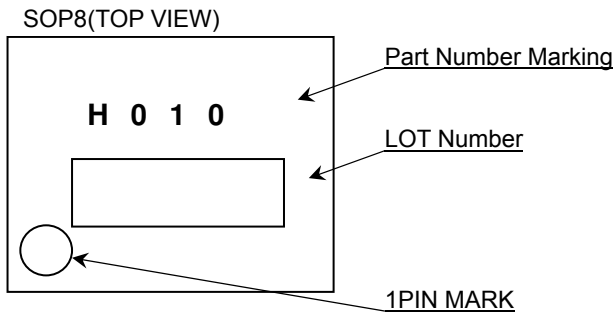 SOP8(TOP VIEW)
Part Number Marking
H 0 1 0
LOT Number
1PIN MARK